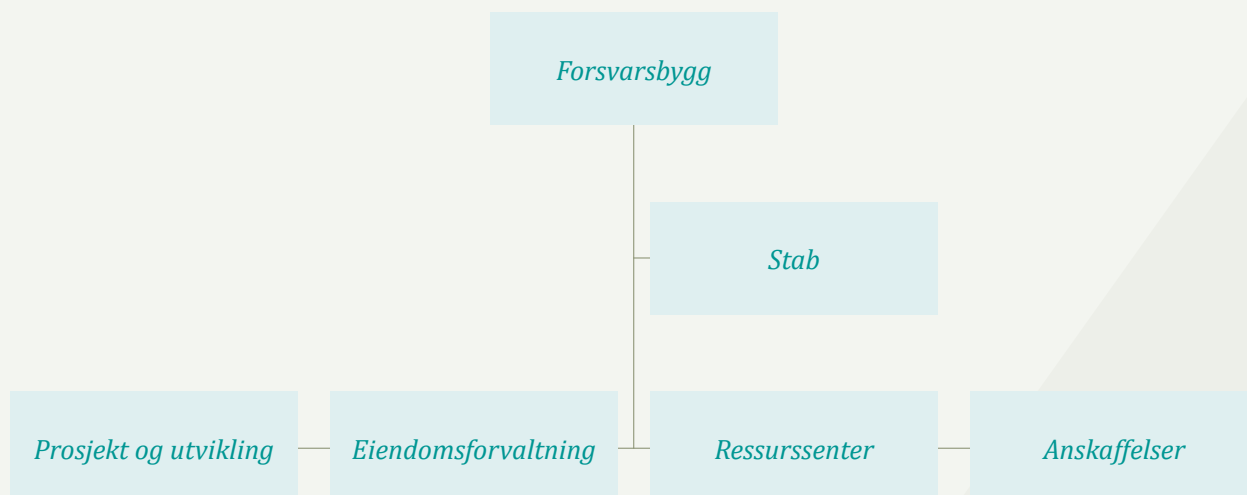 Forsvarsbygg
Stab
Prosjekt og utvikling
Eiendomsforvaltning
Ressurssenter
Anskaffelser